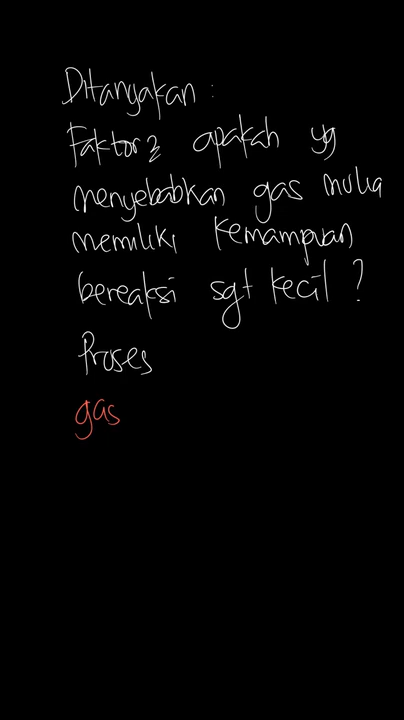 Ditanyakan :
Faktor2 apakah yg
menyebabkan gas mulia
memiliki kemampuan
bereaksi sgt kecil ?
Proses
gas